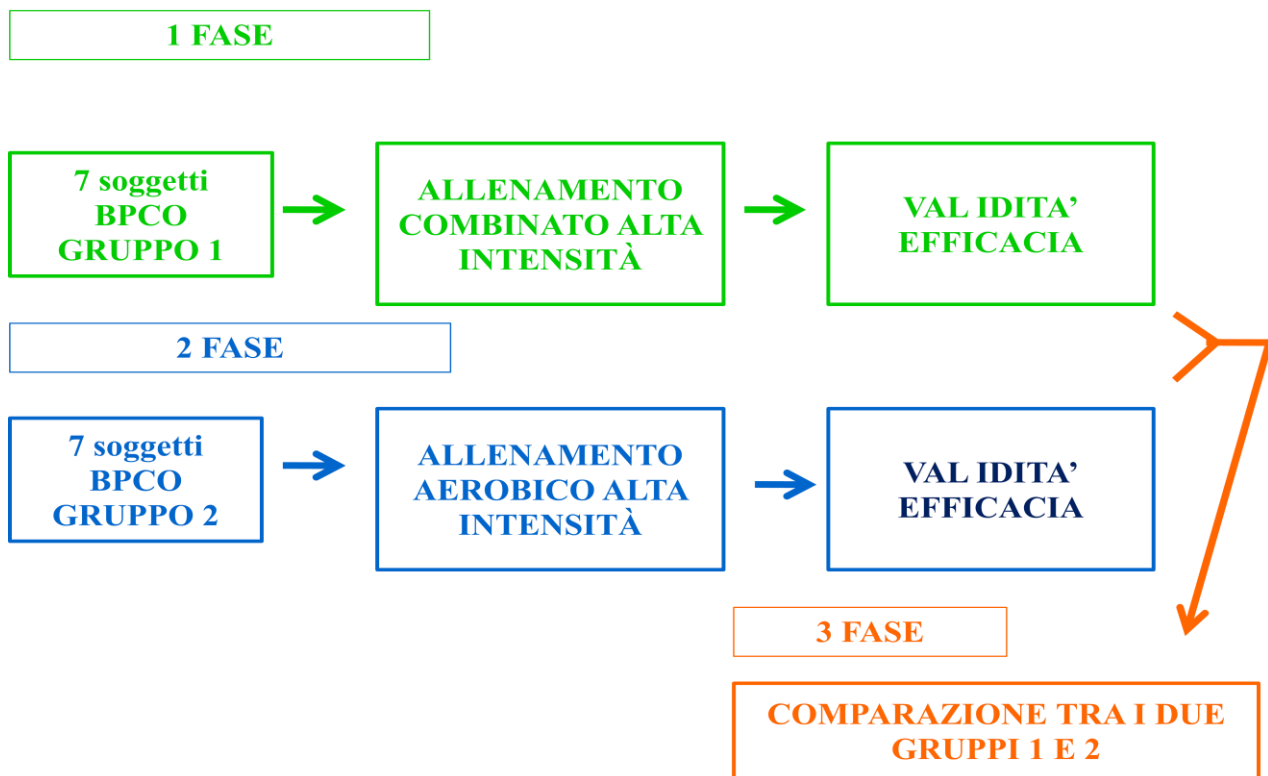 1 FASE
7 soggetti
BPCO
GRUPPO 1
ALLENAMENTO
COMBINATO ALTA
INTENSITÀ
VAL IDITA’
EFFICACIA
2 FASE
7 soggetti
BPCO
GRUPPO 2
ALLENAMENTO
AEROBICO ALTA
INTENSITÀ
VAL IDITA’
EFFICACIA
3 FASE
COMPARAZIONE TRA I DUE
GRUPPI 1 E 2